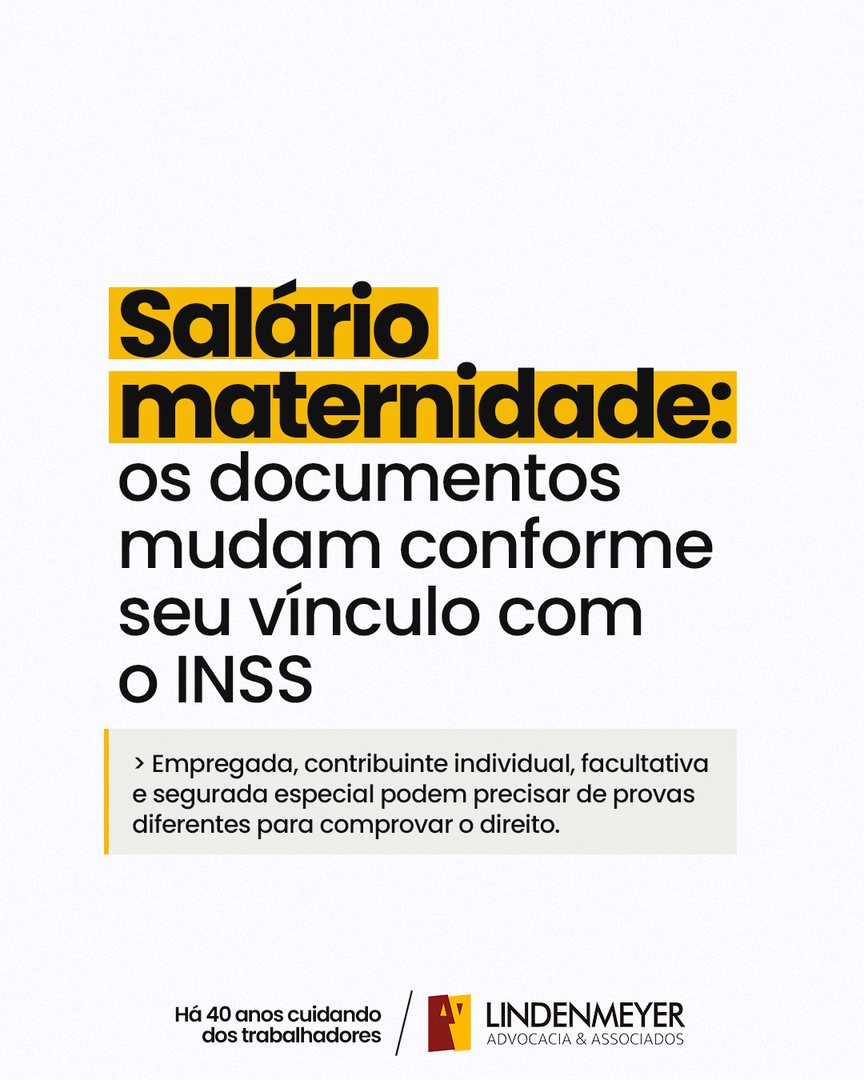 Salário
maternidade:
os documentos
mudam conforme
seu vínculo com
o INSS
> Empregada, contribuinte individual, facultativa
e segurada especial podem precisar de provas
diferentes para comprovar o direito.
Há 40 anos cuidando
dos trabalhadores
LINDENMEYER
ADVOCACIA & ASSOCIADOS